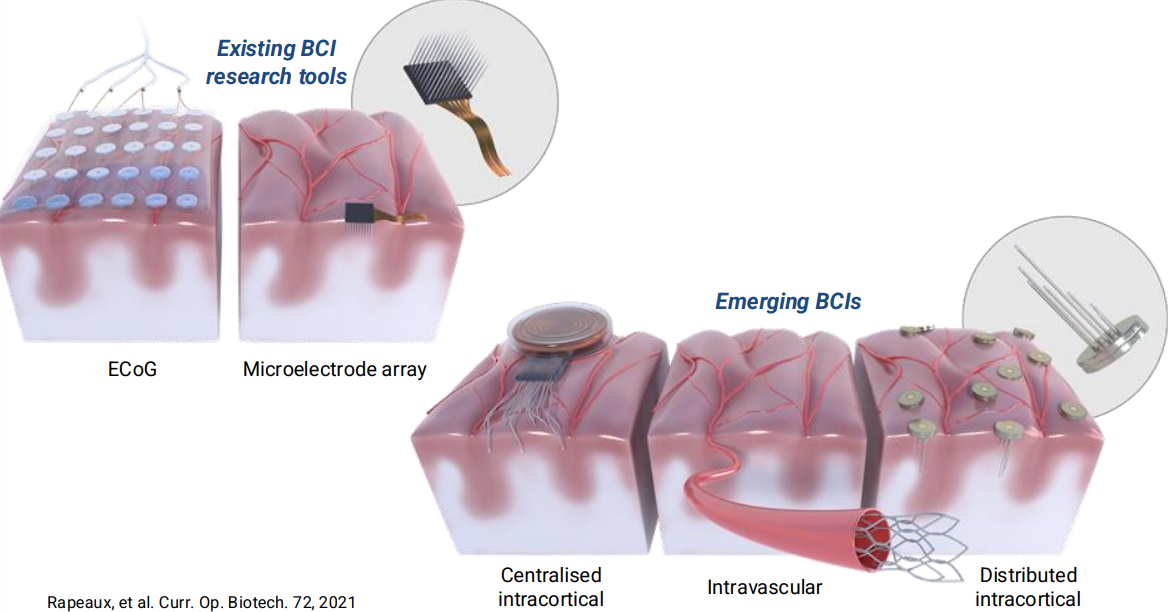 Existing BCI
research tools
ECoG
Microelectrode array
Emerging BCIs
Centralised
intracortical
Intravascular
Distributed
intracortical
Rapeaux, et al. Curr. Op. Biotech. 72, 2021